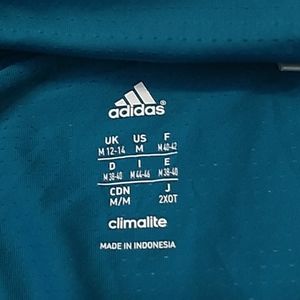 adidas
UK US F
M 12-14 M M 40-42
D I E
M 38-40 M 44-46 M 38-40
CDN J
M/M 2XOT
climalite
MADE IN INDONESIA